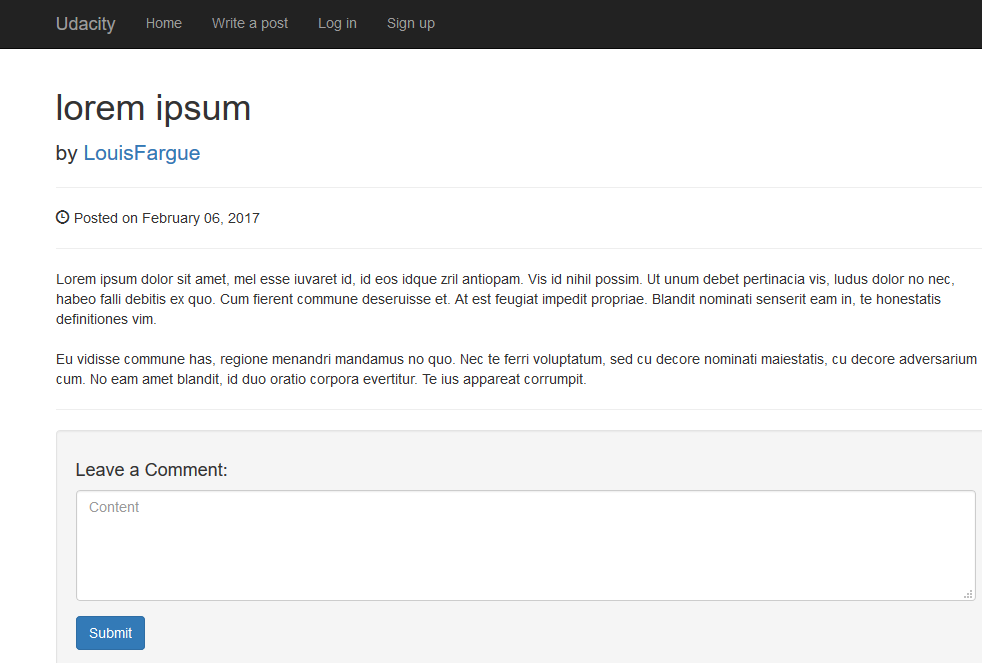 Udacity Home Write a post Log in Sign up
lorem ipsum
by LouisFargue
Posted on February 06, 2017
Lorem ipsum dolor sit amet, mel esse iuvaret id, id eos idque zril antiopam. Vis id nihil possim. Ut unum debet pertinacia vis, ludus dolor no nec,
habeo falli debitis ex quo. Cum fierent commune deseruisse et. At est feugiat impedit propriae. Blandit nominati senserit eam in, te honestatis
definitiones vim.
Eu vidisse commune has, regione menandri mandamus no quo. Nec te ferri voluptatum, sed cu decore nominati maiestatis, cu decore adversarium
cum. No eam amet blandit, id duo oratio corpora evertitur. Te ius appareat corrumpit.
Leave a Comment:
Content
Submit